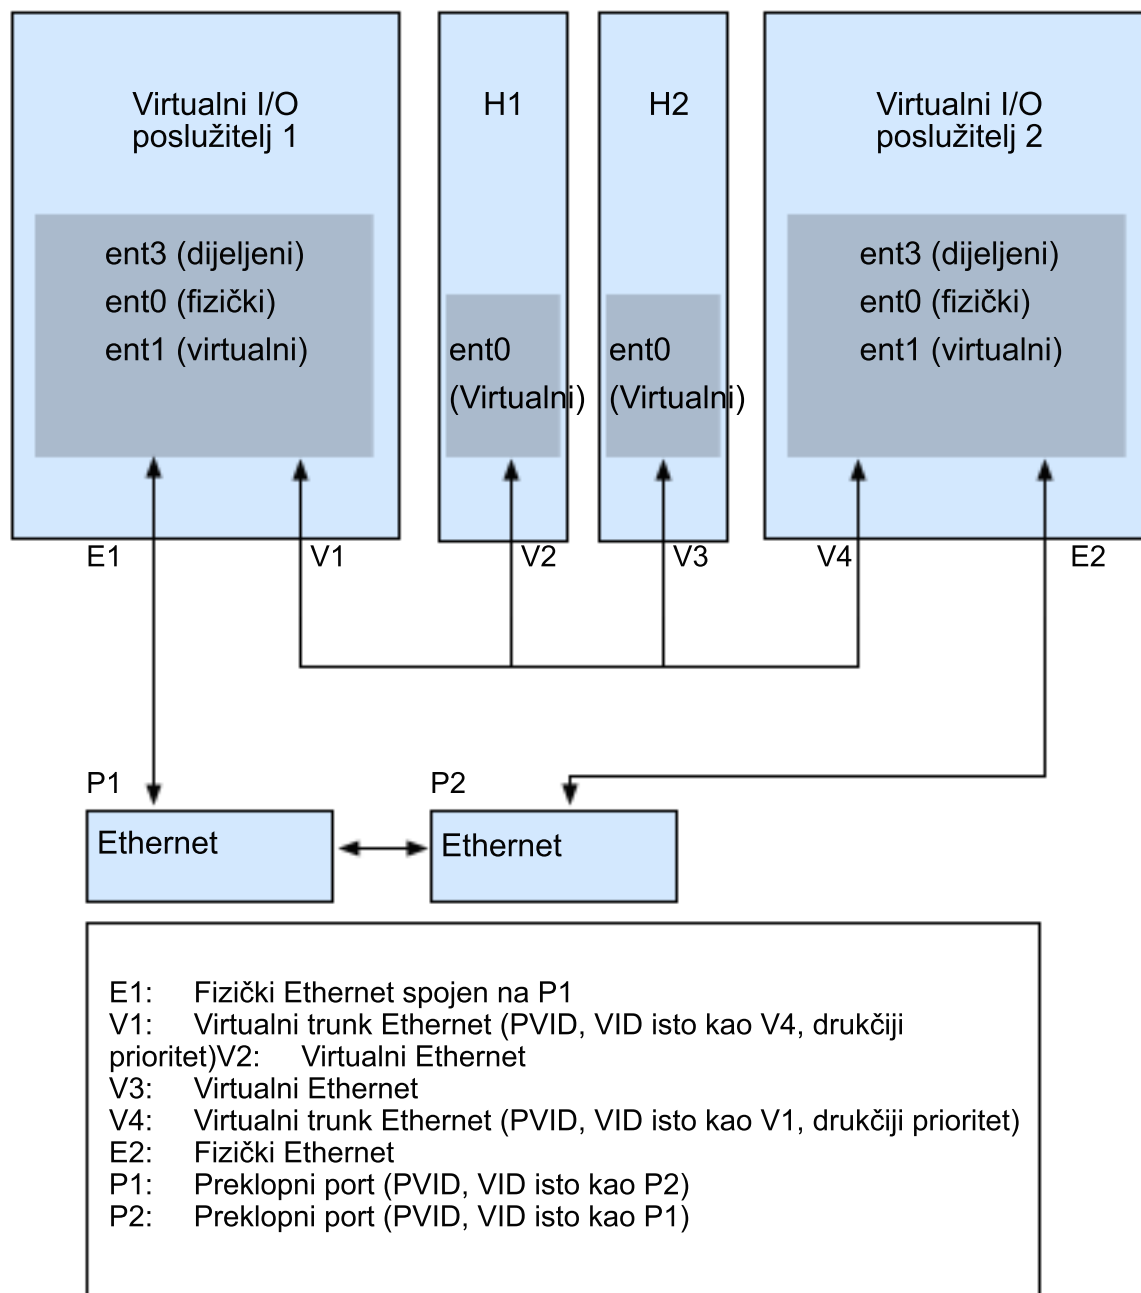 Virtualni I/O
poslužitelj 1
H1
H2
Virtualni I/O
poslužitelj 2
ent3 (dijeljeni)
ent0 (fizički)
ent1 (virtualni)
ent0
(Virtualni)
ent0
(Virtualni)
ent3 (dijeljeni)
ent0 (fizički)
ent1 (virtualni)
E1
V1
V2
V3
V4
E2
P1
P2
Ethernet
Ethernet
E1: Fizički Ethernet spojen na P1
V1: Virtualni trunk Ethernet (PVID, VID isto kao V4, drukčiji
prioritet)V2: Virtualni Ethernet
V3: Virtualni Ethernet
V4: Virtualni trunk Ethernet (PVID, VID isto kao V1, drukčiji prioritet)
E2: Fizički Ethernet
P1: Preklopni port (PVID, VID isto kao P2)
P2: Preklopni port (PVID, VID isto kao P1)